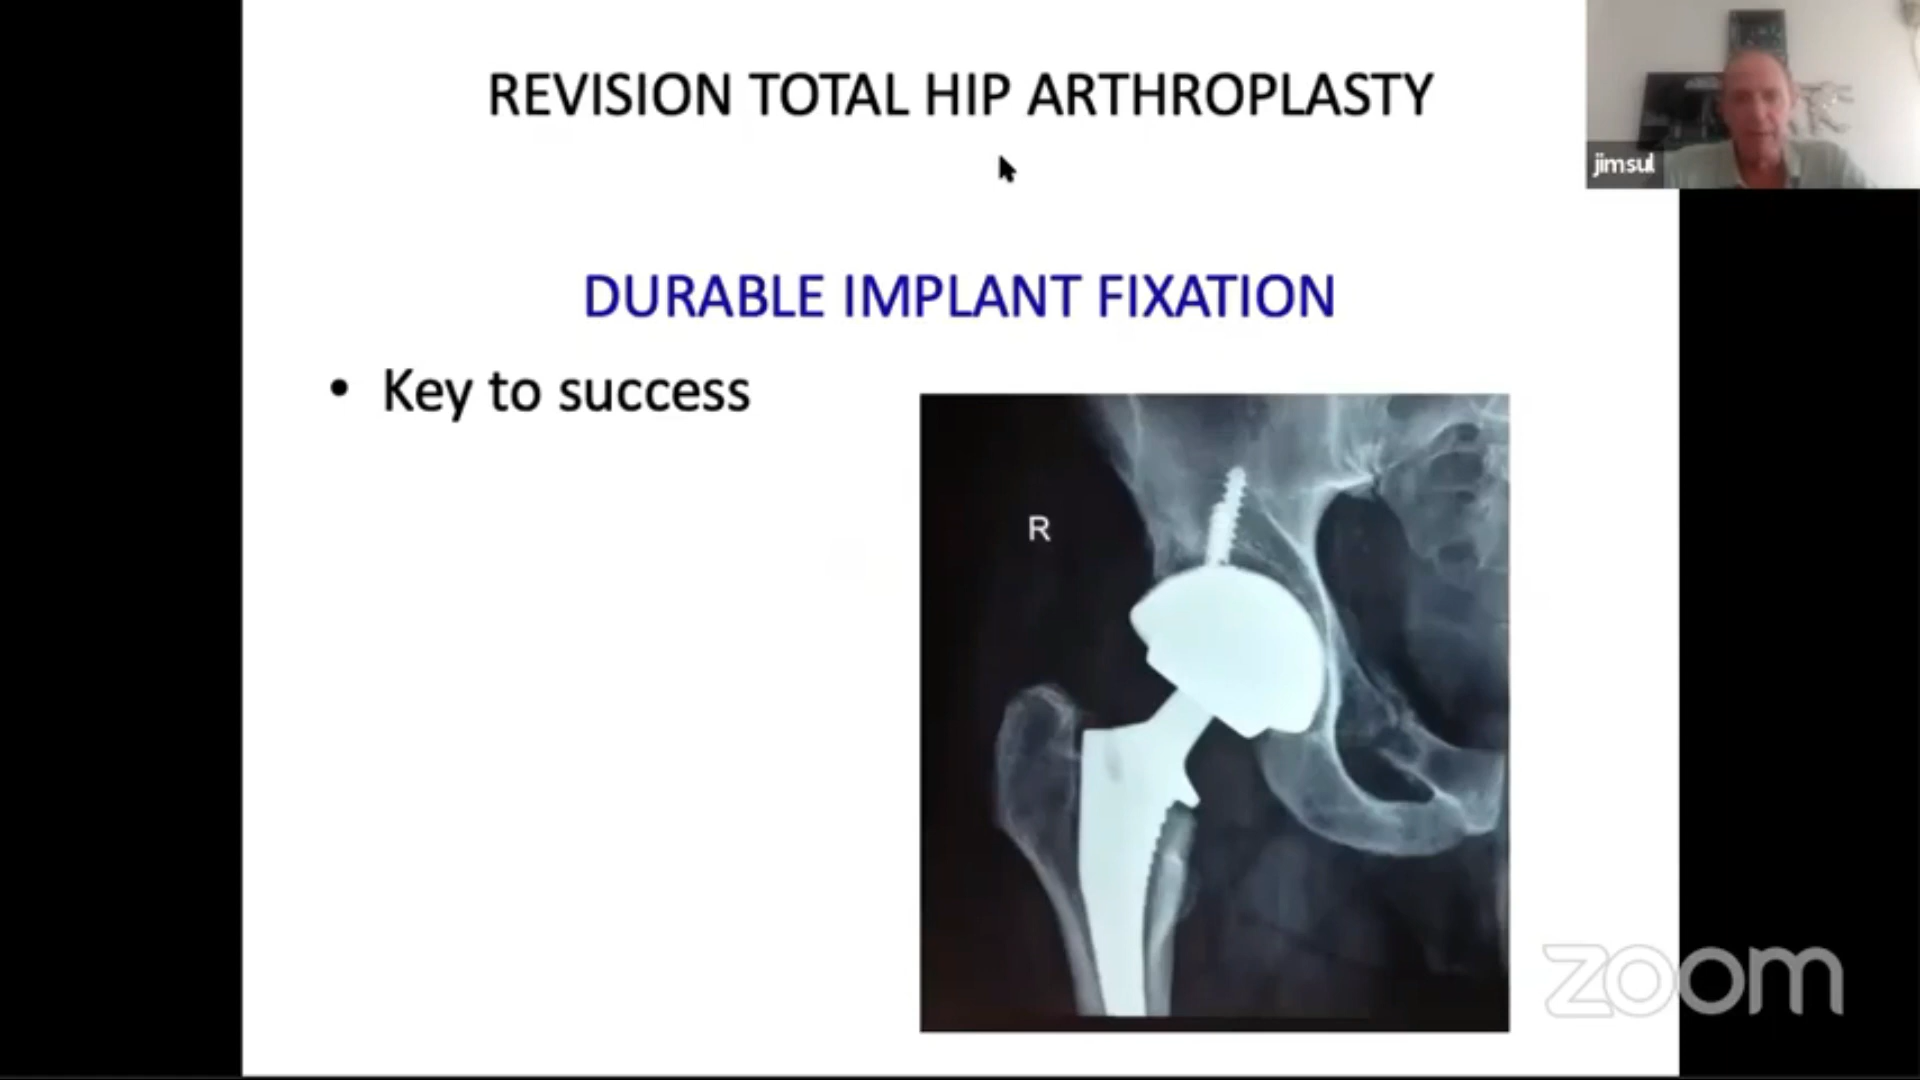 REVISION TOTAL HIP ARTHROPLASTY
jimsul
DURABLE IMPLANT FIXATION
• Key to success
R
zoom